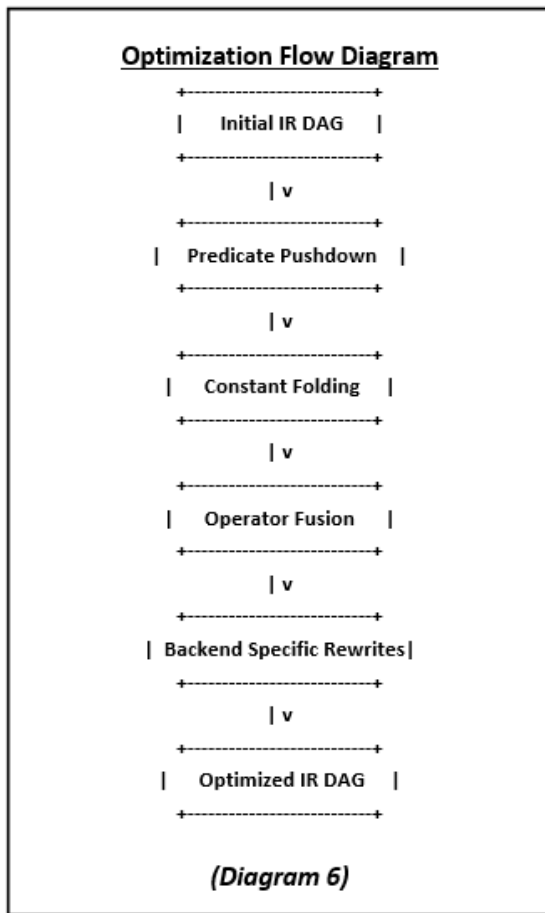 Optimization Flow Diagram
+---------------------------+
| Initial IR DAG |
+---------------------------+
| v
+---------------------------+
| Predicate Pushdown |
+---------------------------+
| v
+---------------------------+
| Constant Folding |
+---------------------------+
| v
+---------------------------+
| Operator Fusion |
+---------------------------+
| v
+---------------------------+
| Backend Specific Rewrites|
+---------------------------+
| v
+---------------------------+
| Optimized IR DAG |
+---------------------------+
(Diagram 6)